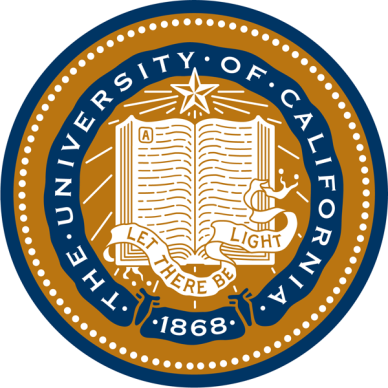 THE·UNIVERSITY·OF·CALIFORNIA
A
LET THERE BE LIGHT
·1868·